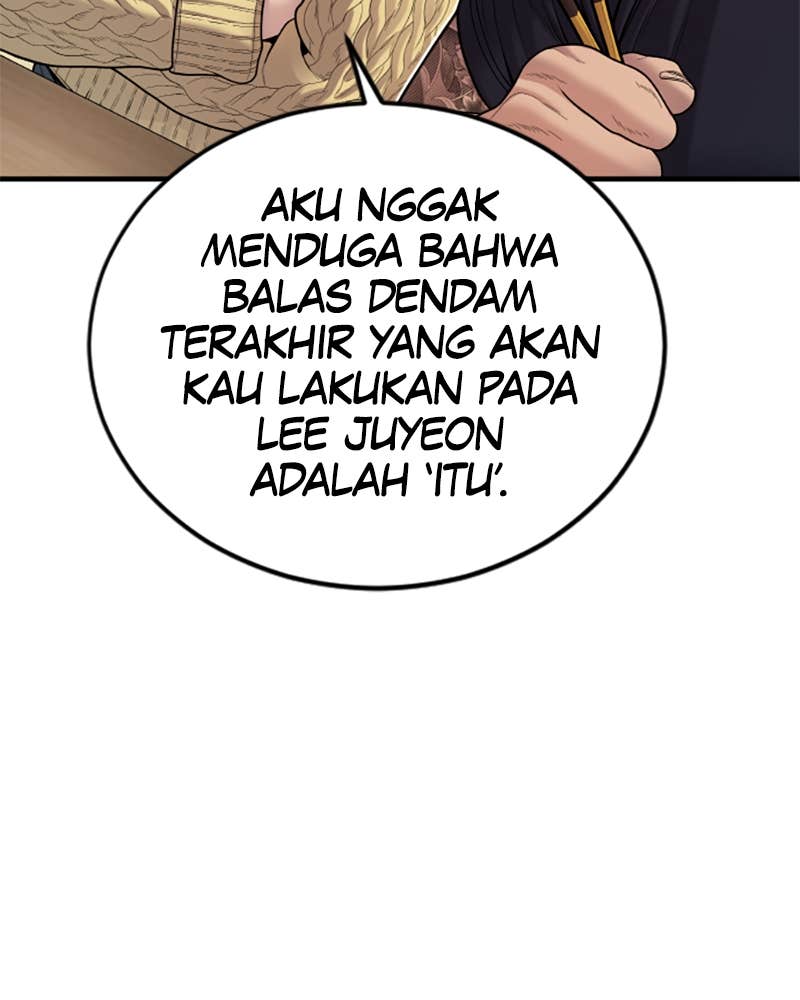 AKU NGGAK
MENDUGA BAHWA
BALAS DENDAM
TERAKHIR YANG AKAN
KAU LAKUKAN PADA
LEE JUYEON
ADALAH 'ITU'.